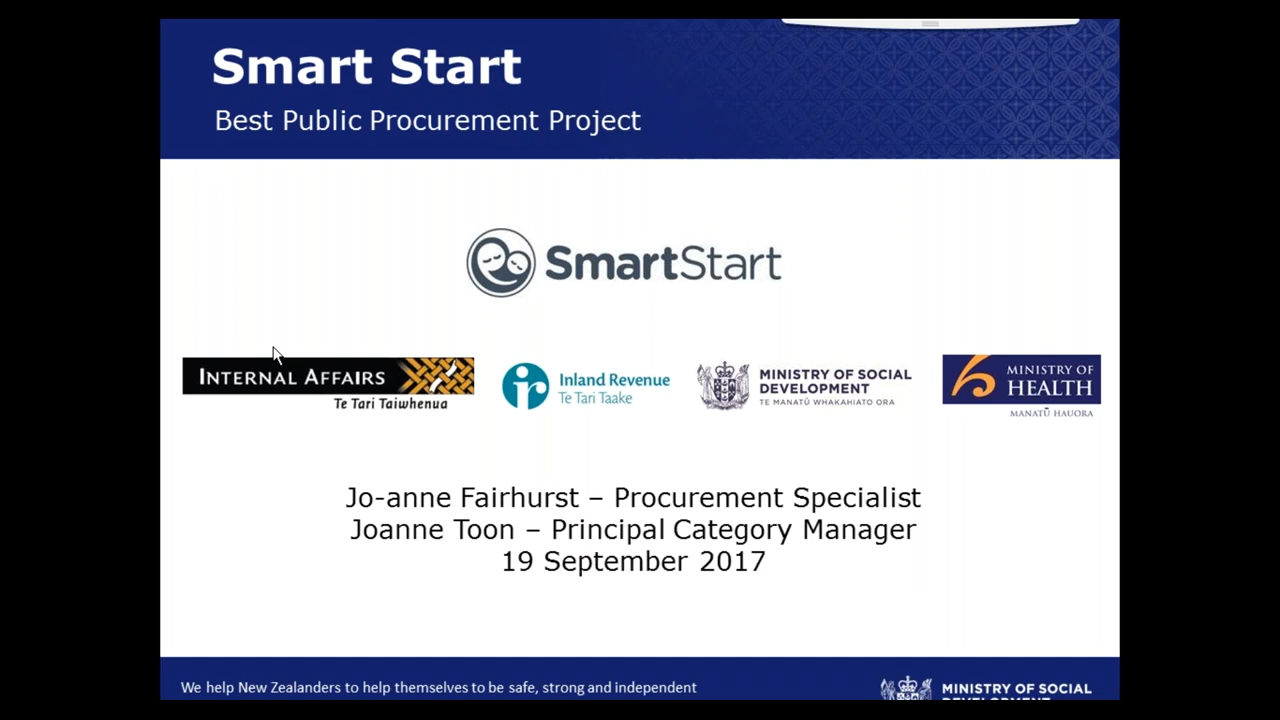 Smart Start
Best Public Procurement Project
SmartStart
INTERNAL AFFAIRS
Te Tari Taiwhenua
ir
Inland Revenue
Te Tari Taake
MINISTRY OF SOCIAL
DEVELOPMENT
TE MANATŪ WHAKAHIATO ORA
MINISTRY OF
HEALTH
MANATŪ HAUORA
Jo-anne Fairhurst – Procurement Specialist
Joanne Toon – Principal Category Manager
19 September 2017
We help New Zealanders to help themselves to be safe, strong and independent
MINISTRY OF SOCIAL
DEVELOPMENT